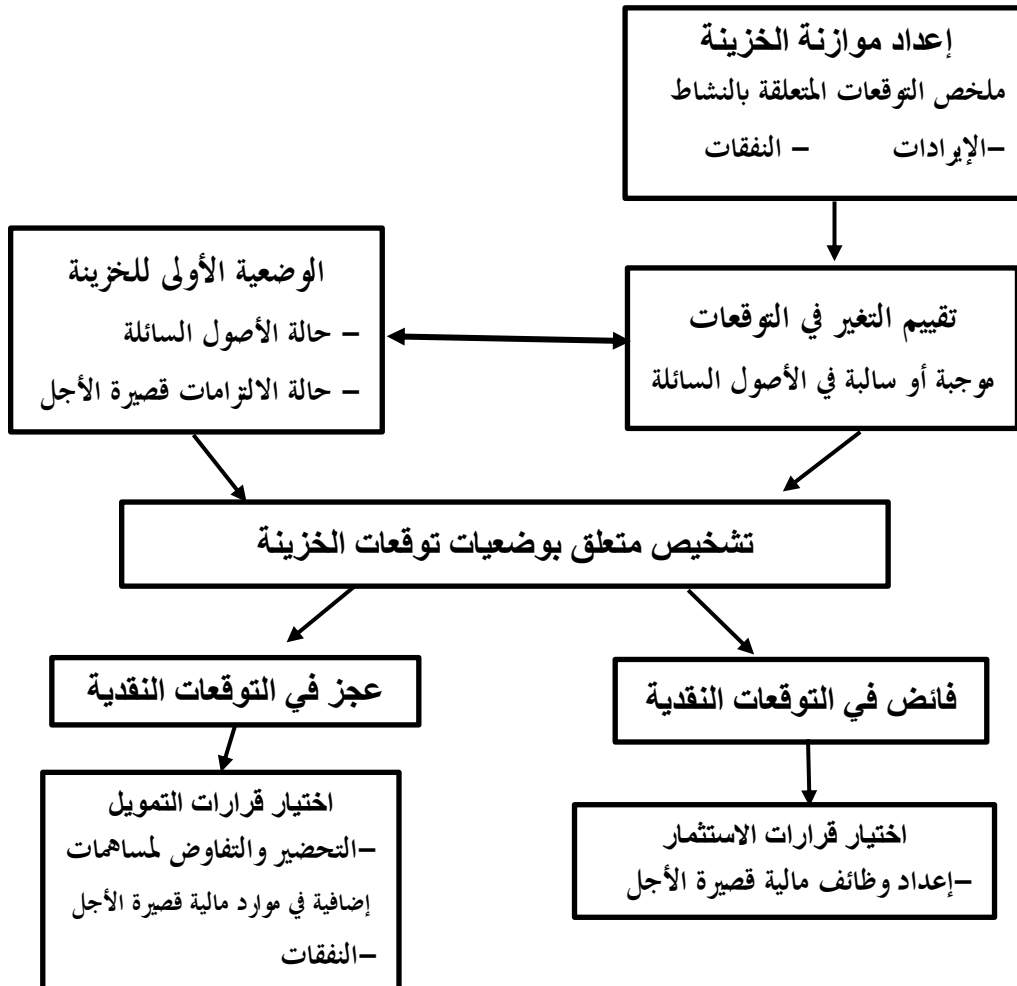 إعداد موازنة الخزينة
ملخص التوقعات المتعلقة بالنشاط
–الإيرادات – النفقات
الوضعية الأولى للخزينة
– حالة الأصول السائلة
– حالة الالتزامات قصيرة الأجل
تقييم التغير في التوقعات
موجبة أو سالبة في الأصول السائلة
تشخيص متعلق بوضعيات توقعات الخزينة
فائض في التوقعات النقدية
عجز في التوقعات النقدية
اختيار قرارات الاستثمار
–إعداد وظائف مالية قصيرة الأجل
اختيار قرارات التمويل
–التحضير والتفاوض لمساهمات
إضافية في موارد مالية قصيرة الأجل
–النفقات